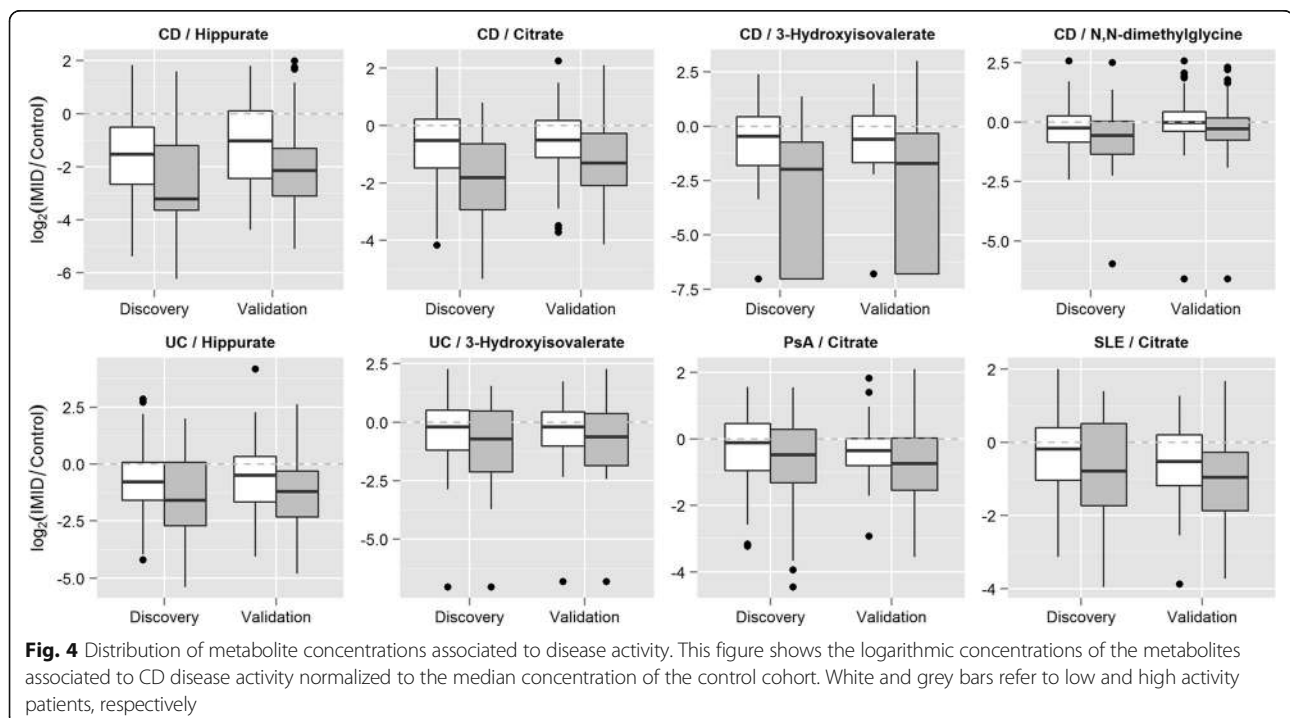 CD / Hippurate
CD / Citrate
CD / 3-Hydroxyisovalerate
CD / N,N-dimethylglycine
log₂(IMID/Control)
2
0
-2
-4
-6
2
0
-2
-4
2.5
-0.0
-2.5
-5.0
-7.5
2.5
0.0
-2.5
-5.0
Discovery Validation
Discovery Validation
Discovery Validation
Discovery Validation
UC / Hippurate
UC / 3-Hydroxyisovalerate
PsA / Citrate
SLE / Citrate
log₂(IMID/Control)
2.5
0.0
-2.5
-5.0
2.5
0.0
-2.5
-5.0
2
0
-2
-4
2
0
-2
-4
Discovery Validation
Discovery Validation
Discovery Validation
Discovery Validation
Fig. 4 Distribution of metabolite concentrations associated to disease activity. This figure shows the logarithmic concentrations of the metabolites
associated to CD disease activity normalized to the median concentration of the control cohort. White and grey bars refer to low and high activity
patients, respectively